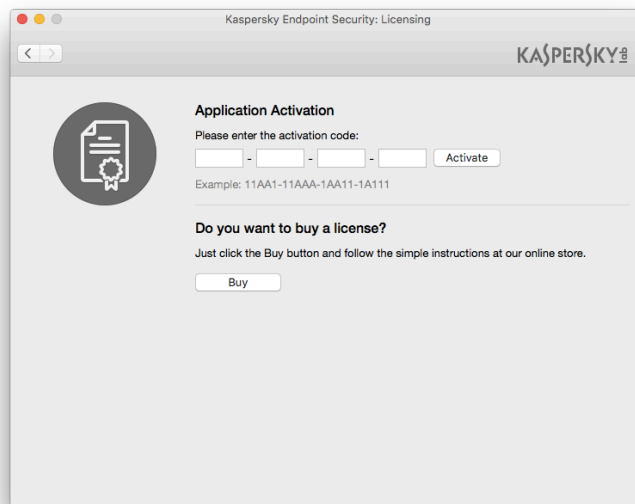 Kaspersky Endpoint Security: Licensing
KASPERSKY lab
Application Activation
Please enter the activation code:
- - - Activate
Example: 11AA1-11AAA-1AA11-1A111
Do you want to buy a license?
Just click the Buy button and follow the simple instructions at our online store.
Buy